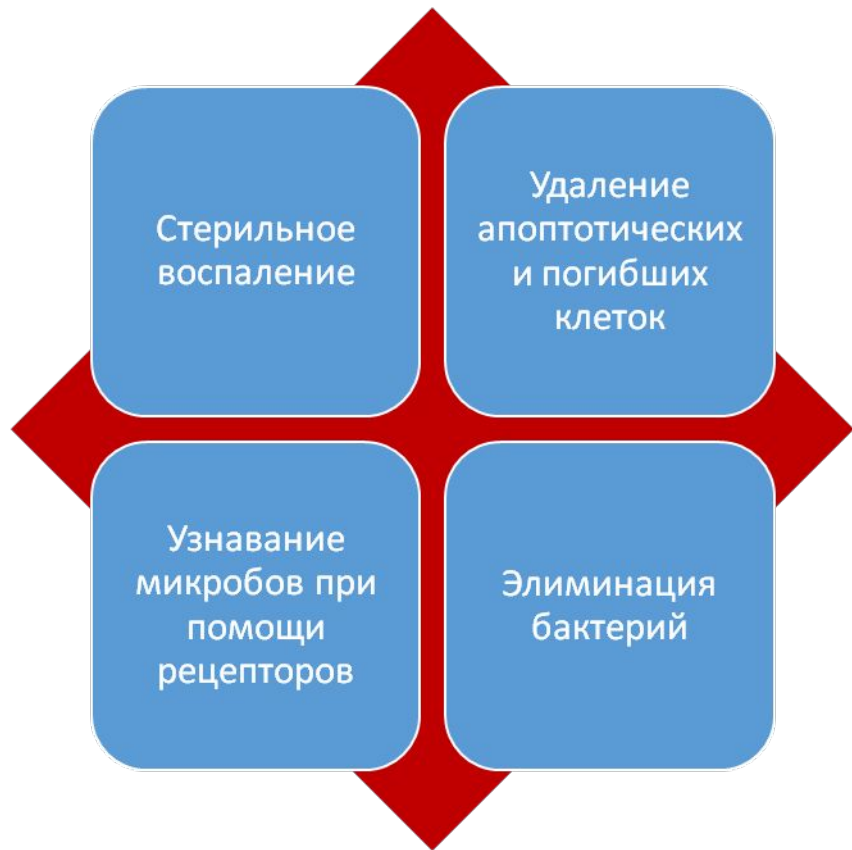 Стерильное
воспаление
Удаление
апоптотических
и погибших
клеток
Узнавание
микробов при
помощи
рецепторов
Элиминация
бактерий